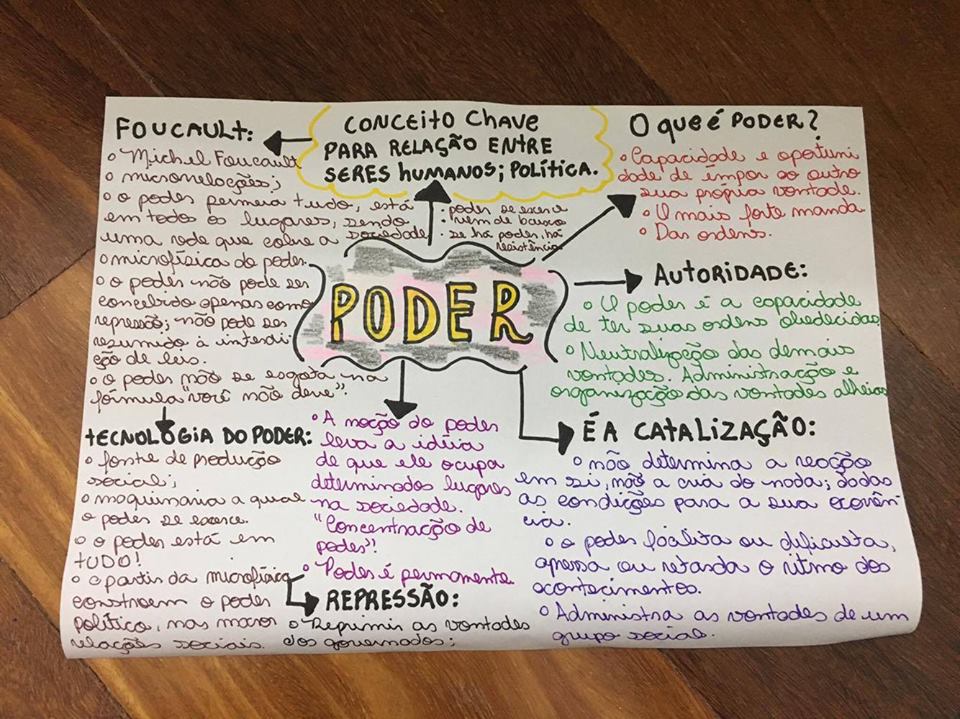 CONCEITO CHAVE
PARA RELAÇÃO ENTRE
SERES HUMANOS; POLÍTICA.
FOUCAULT:
• Michel Foucault
• microrelações;
• o poder permeia tudo, está
em todos os lugares, sendo
uma rede que cobre a sociedade
• microfísica do poder.
• o poder não pode ser
concebido apenas como
repressão; não pode ser
resumido à interdi-
ção de leis.
• o poder não se esgota na
fórmula "você não deve".
• poder se exerce
• vem de baixo
• se há poder, há
resistência
O que é PODER?
• Capacidade e oportuni
dade de impor ao outro
sua própria vontade.
• O mais forte manda
• Das ordens.
PODER
AUTORIDADE:
• O poder é a capacidade
de ter suas ordens obedecidas
• Neutralização das demais
vontades. Administração e
organização das vontades alheias
TECNOLOGIA DO PODER:
• fonte de produção
social;
• maquinaria a qual
o poder se exerce.
• o poder está em
TUDO!
• a partir da microfísica
constroem o poder
político, nas macro
relações sociais.
• A noção do poder
leva a idéia
de que ele ocupa
determinados lugares
na sociedade.
"Concentração de
poder"!
• Poder é permanente
REPRESSÃO:
• Reprimir as vontades
dos governados;
É A CATALIZAÇÃO:
• não determina a reação
em si, não a cria do nada; dadas
as condições para a sua ocorrên
cia.
• o poder facilita ou dificulta,
apressa ou retarda o ritmo dos
acontecimentos.
• Administra as vontades de um
grupo social.